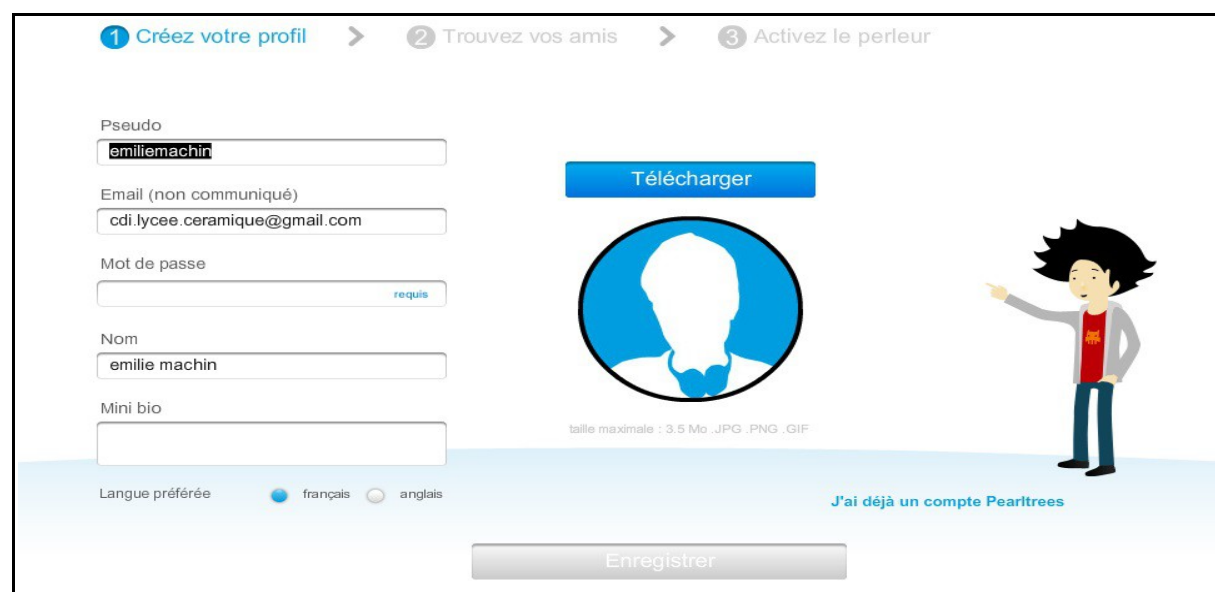 1 Créez votre profil > 2 Trouvez vos amis > 3 Activez le perleur
Pseudo
emiliemachin
Email (non communiqué)
cdi.lycee.ceramique@gmail.com
Mot de passe
requis
Nom
emilie machin
Mini bio
Langue préférée français anglais
Télécharger
taille maximale : 3.5 Mo .JPG .PNG .GIF
J'ai déjà un compte Pearltrees
Enregistrer